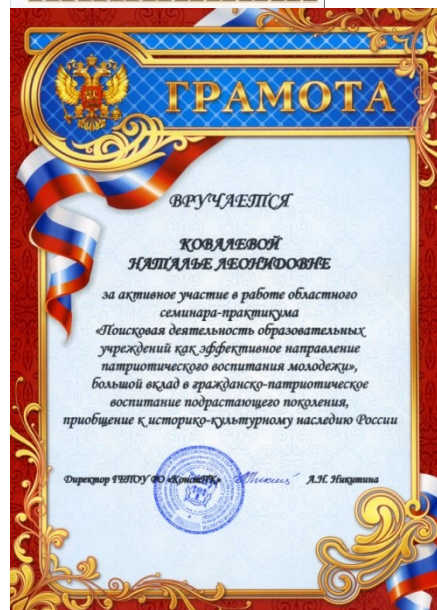 ГРАМОТА
ВРУЧАЕТСЯ
КОВАЛЕВОЙ
НАТАЛЬЕ ЛЕОНИДОВНЕ
за активное участие в работе областного
семинара-практикума
«Поисковая деятельность образовательных
учреждений как эффективное направление
патриотического воспитания молодежи»,
большой вклад в гражданско-патриотическое
воспитание подрастающего поколения,
приобщение к историко-культурному наследию России
Директор ГБПОУ РО «КонстПК» А.Н. Никитина